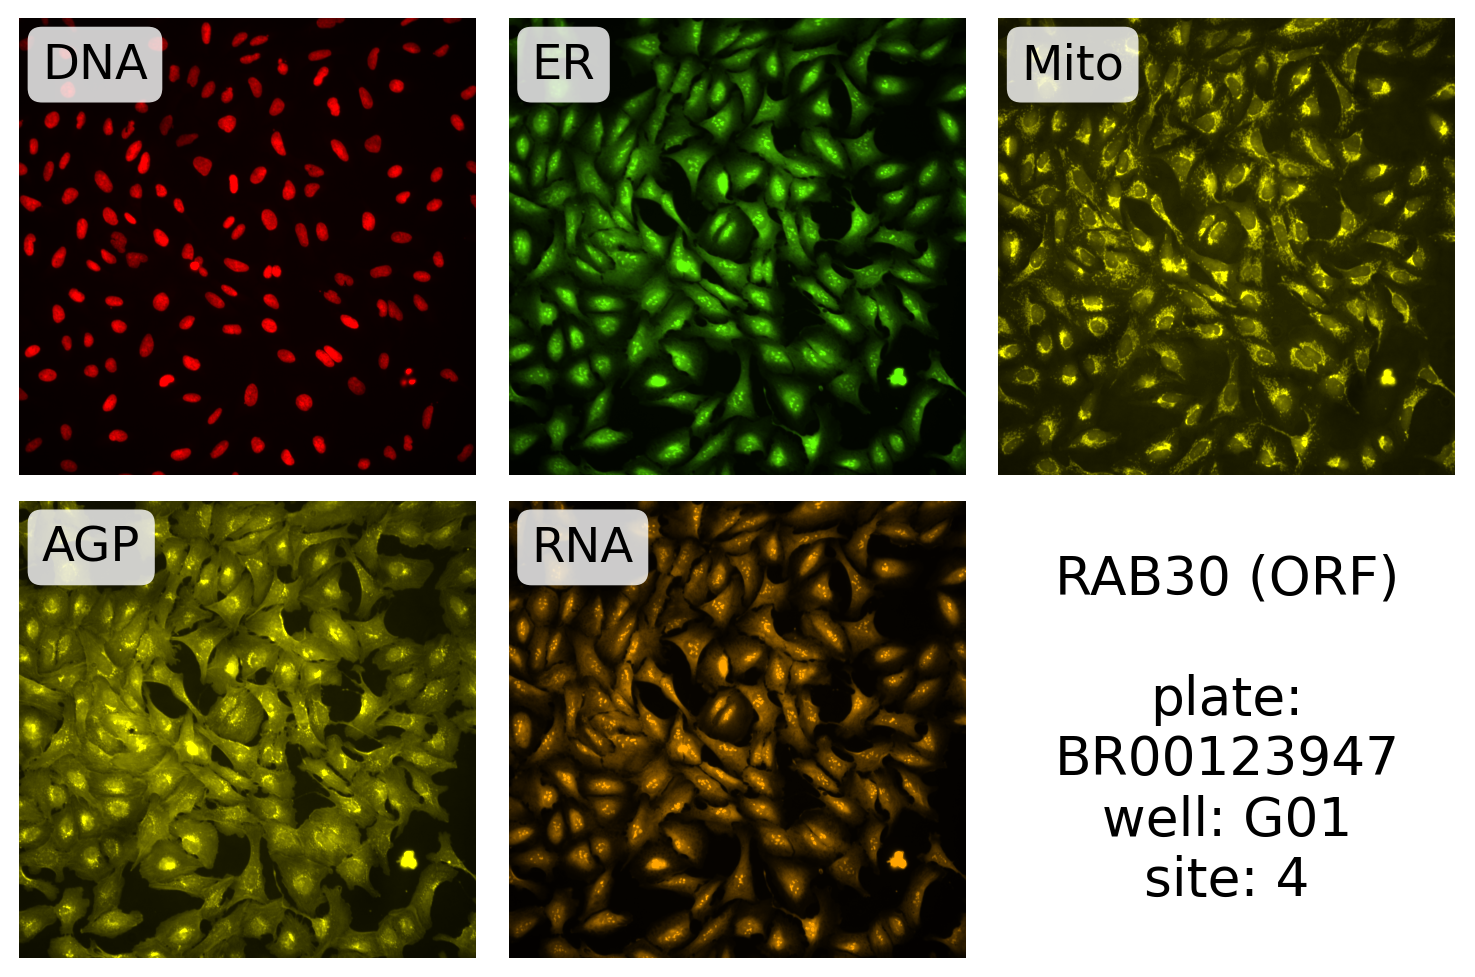 DNA
ER
Mito
AGP
RNA
RAB30 (ORF)
plate:
BR00123947
well: G01
site: 4